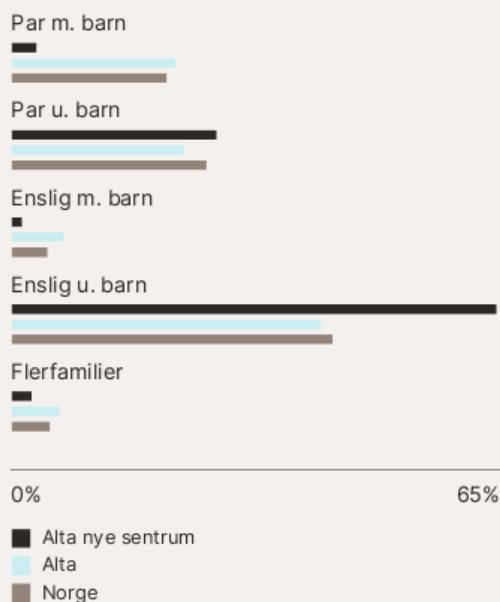 Par m. barn
Par u. barn
Enslig m. barn
Enslig u. barn
Flerfamilier
0% 65%
Alta nye sentrum
Alta
Norge